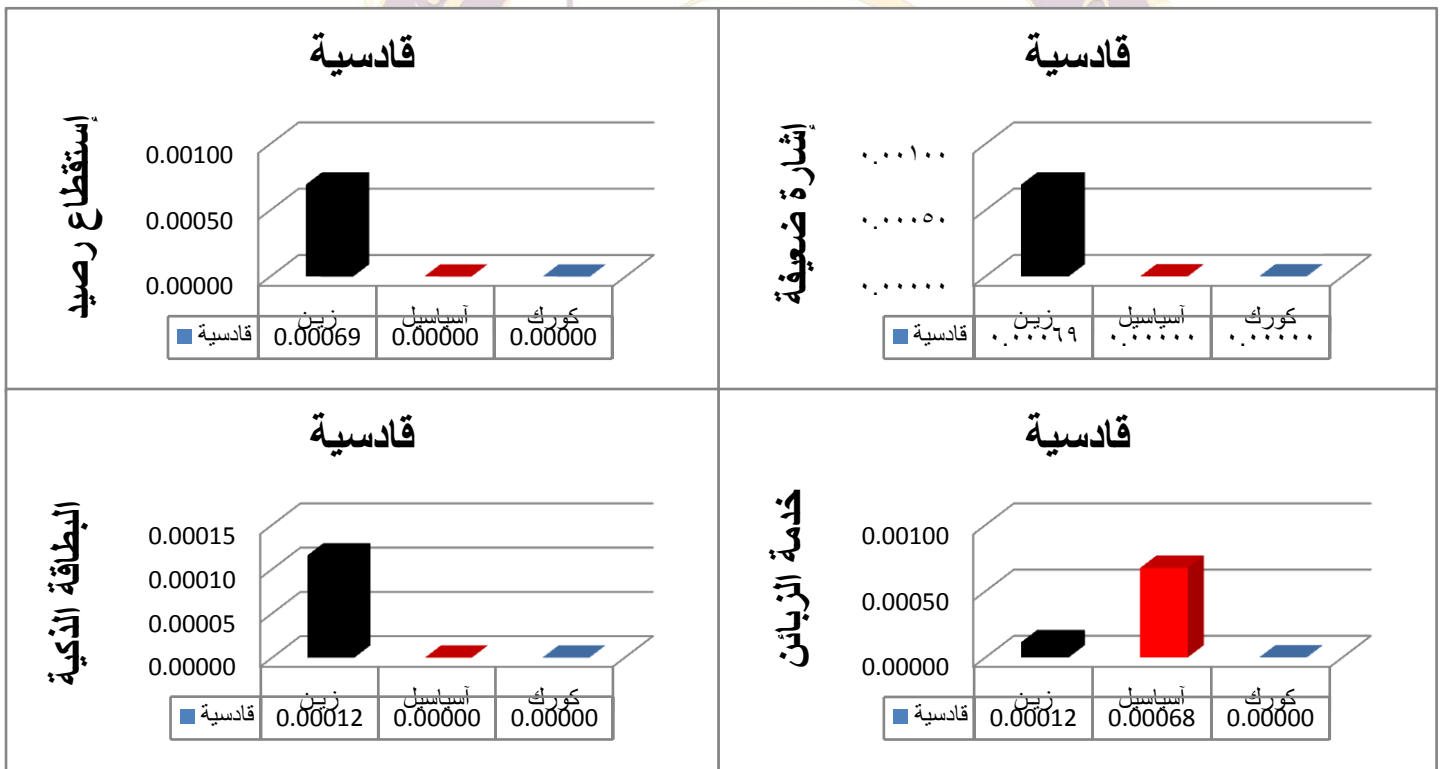 قادسية
إشارة ضعيفة
٠.٠٠١٠٠
٠.٠٠٠٥٠
٠.٠٠٠٠٠
زين آسياسيل كورك
قادسية ٠.٠٠٠٦٩ ٠.٠٠٠٠٠ ٠.٠٠٠٠٠
قادسية
إستقطاع رصيد
0.00100
0.00050
0.00000
زين آسياسيل كورك
قادسية 0.00069 0.00000 0.00000
قادسية
خدمة الزبائن
0.00100
0.00050
0.00000
زين آسياسيل كورك
قادسية 0.00012 0.00068 0.00000
قادسية
البطاقة الذكية
0.00015
0.00010
0.00005
0.00000
زين آسياسيل كورك
قادسية 0.00012 0.00000 0.00000